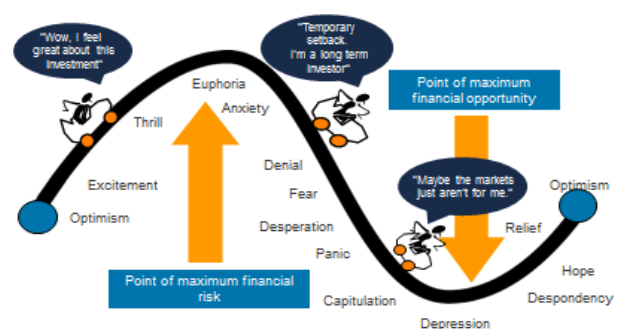 "Wow, I feel
great about this
Investment"
"Temporary
setback.
I'm a long term
Investor"
Point of maximum
financial opportunity
Euphoria
Anxiety
Thrill
Denial
"Maybe the markets
just aren't for me."
Excitement
Fear
Optimism
Optimism
Desperation
Relief
Panic
Point of maximum financial
risk
Hope
Capitulation
Despondency
Depression